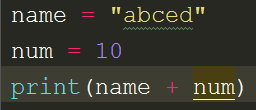 name = "abced"
num = 10
print(name + num)